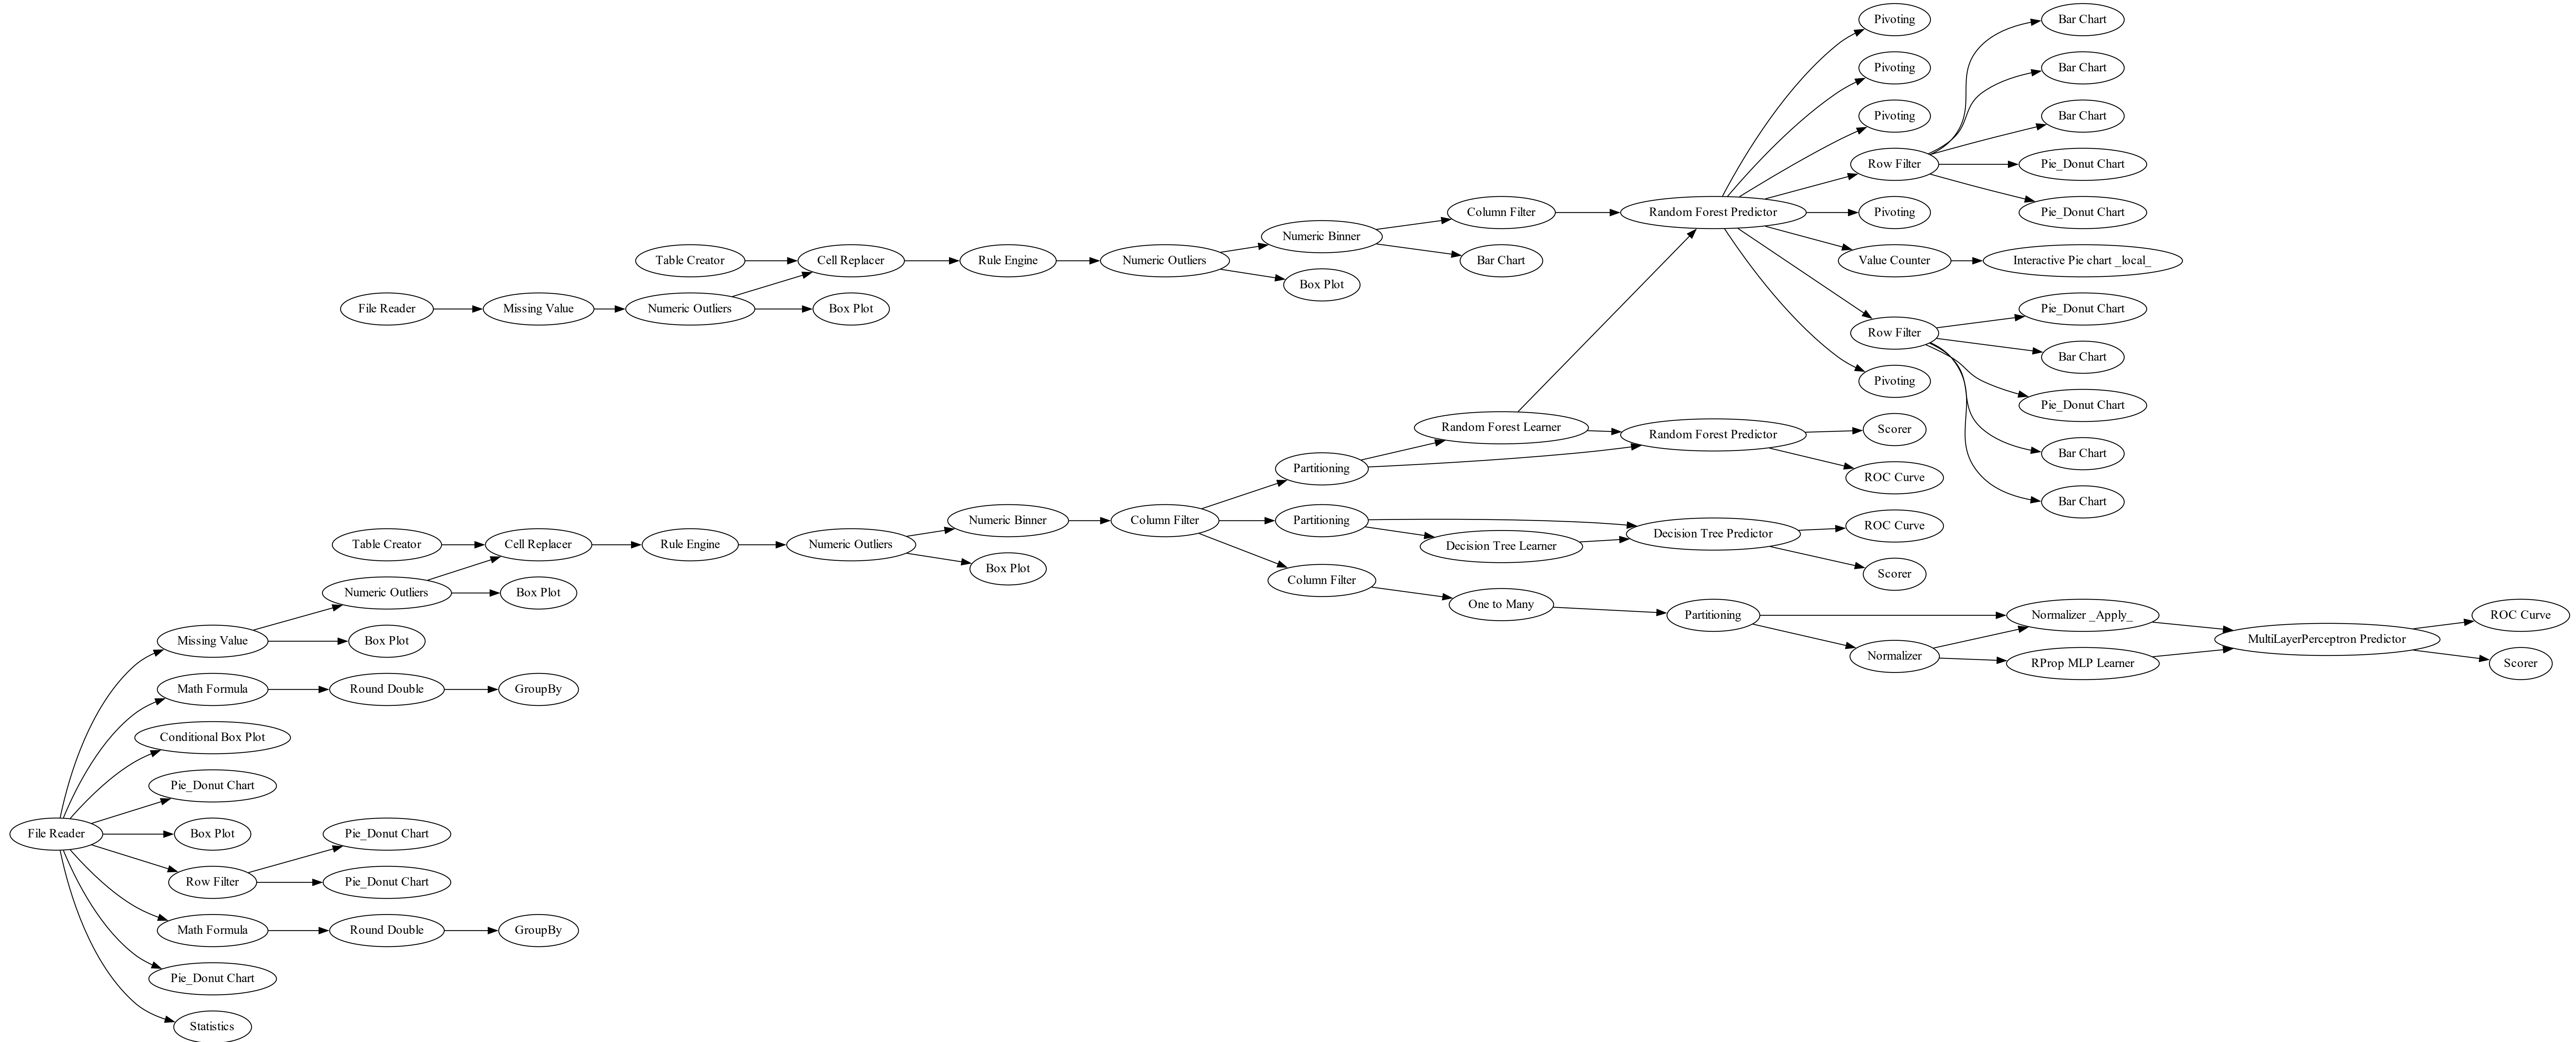 Pivoting
Bar Chart
Pivoting
Bar Chart
Pivoting
Bar Chart
Row Filter
Pie_Donut Chart
Column Filter
Random Forest Predictor
Pivoting
Pie_Donut Chart
Numeric Binner
Table Creator
Cell Replacer
Rule Engine
Numeric Outliers
Bar Chart
Value Counter
Interactive Pie chart _local_
Box Plot
File Reader
Missing Value
Numeric Outliers
Box Plot
Pie_Donut Chart
Row Filter
Bar Chart
Pivoting
Pie_Donut Chart
Random Forest Learner
Random Forest Predictor
Scorer
Bar Chart
Partitioning
ROC Curve
Bar Chart
Numeric Binner
Column Filter
Partitioning
ROC Curve
Table Creator
Cell Replacer
Rule Engine
Numeric Outliers
Decision Tree Learner
Decision Tree Predictor
Box Plot
Scorer
Column Filter
Numeric Outliers
Box Plot
One to Many
Partitioning
Normalizer _Apply_
ROC Curve
Missing Value
Box Plot
MultiLayerPerceptron Predictor
Normalizer
RProp MLP Learner
Scorer
Math Formula
Round Double
GroupBy
Conditional Box Plot
Pie_Donut Chart
File Reader
Box Plot
Pie_Donut Chart
Row Filter
Pie_Donut Chart
Math Formula
Round Double
GroupBy
Pie_Donut Chart
Statistics